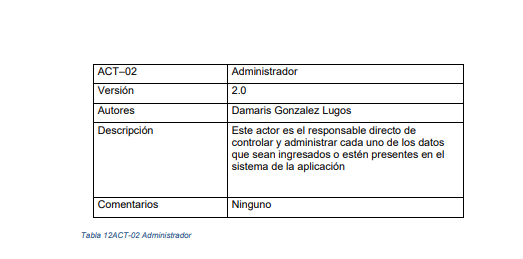 ACT–02 Administrador
Versión 2.0
Autores Damaris Gonzalez Lugos
Descripción Este actor es el responsable directo de
controlar y administrar cada uno de los datos
que sean ingresados o estén presentes en el
sistema de la aplicación
Comentarios Ninguno
Tabla 12ACT-02 Administrador